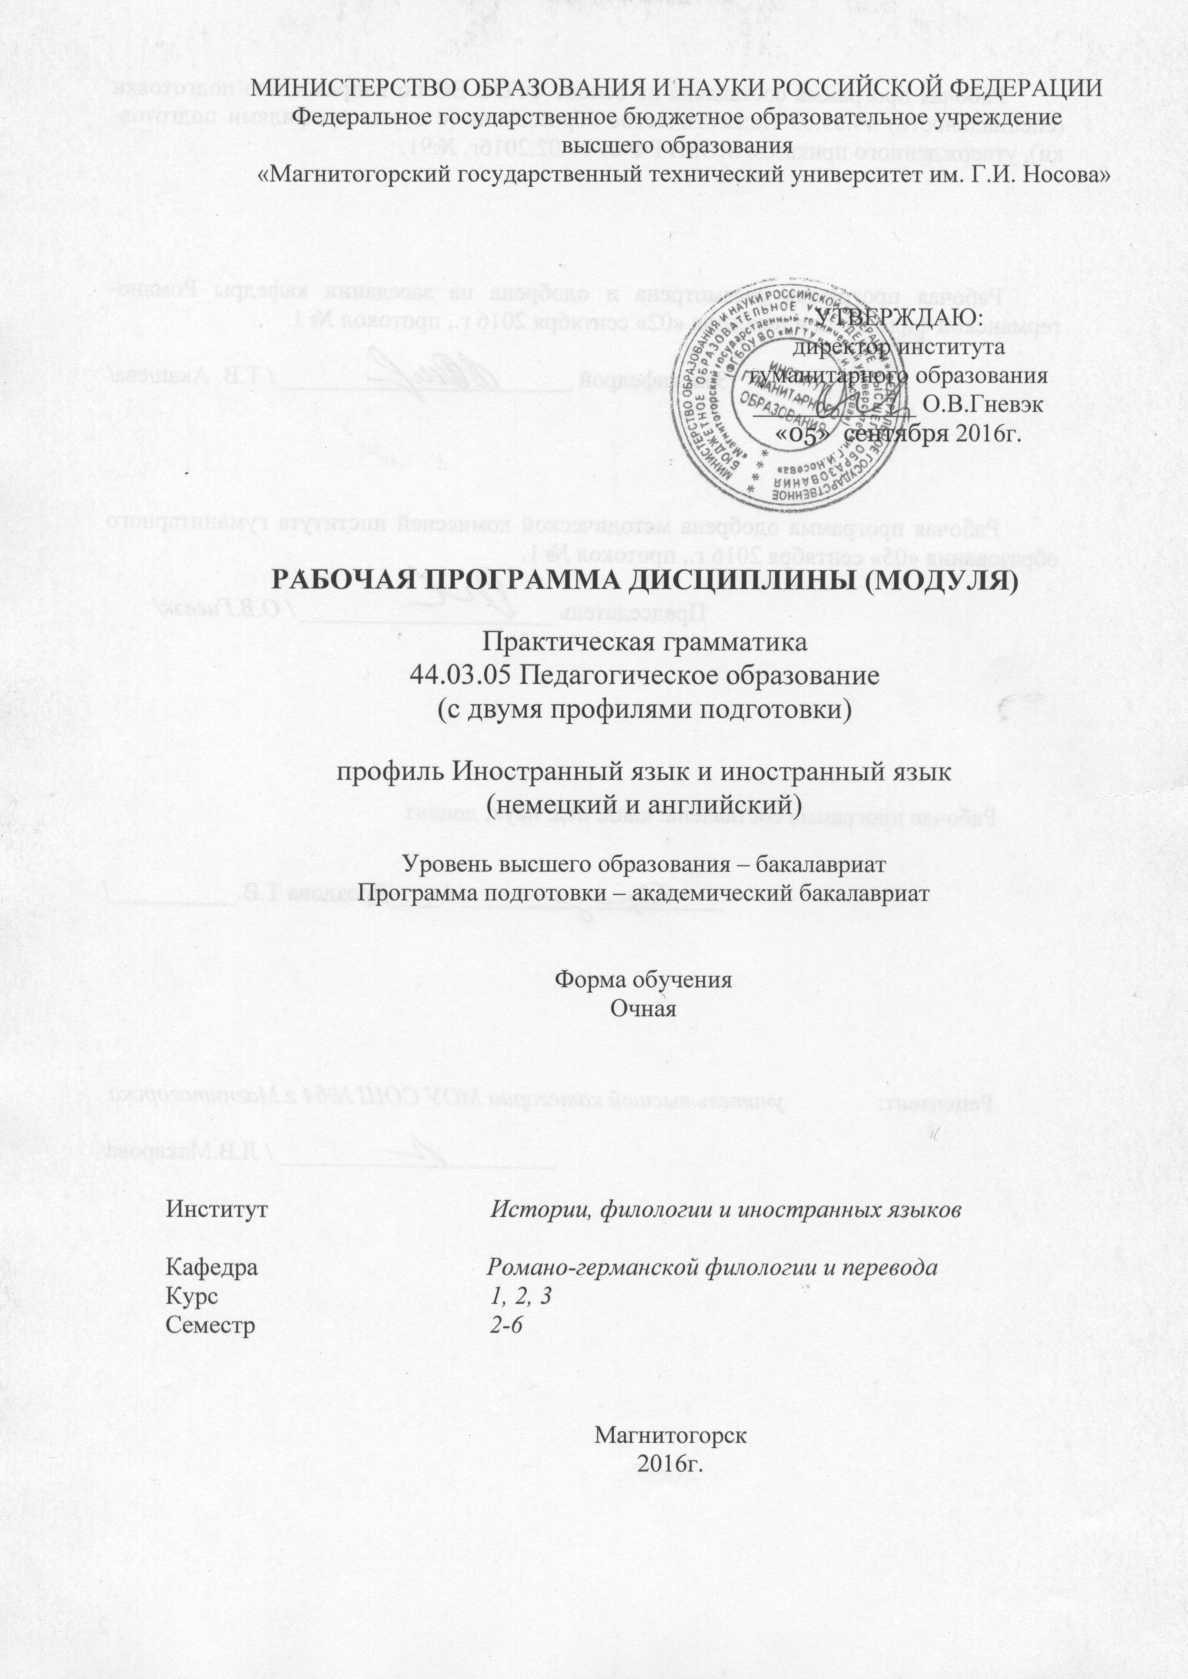 МИНИСТЕРСТВО ОБРАЗОВАНИЯ И НАУКИ РОССИЙСКОЙ ФЕДЕРАЦИИ
Федеральное государственное бюджетное образовательное учреждение
высшего образования
«Магнитогорский государственный технический университет им. Г.И. Носова»
УТВЕРЖДАЮ:
директор института
гуманитарного образования
О.В.Гневэк
«05» сентября 2016г.
ИНСТИТУТ
ГУМАНИТАРНОГО
ОБРАЗОВАНИЯ
РАБОЧАЯ ПРОГРАММА ДИСЦИПЛИНЫ (МОДУЛЯ)
Практическая грамматика
44.03.05 Педагогическое образование
(с двумя профилями подготовки)
профиль Иностранный язык и иностранный язык
(немецкий и английский)
Уровень высшего образования – бакалавриат
Программа подготовки – академический бакалавриат
Форма обучения
Очная
Институт Истории, филологии и иностранных языков
Кафедра Романо-германской филологии и перевода
Курс 1, 2, 3
Семестр 2-6
Магнитогорск
2016г.